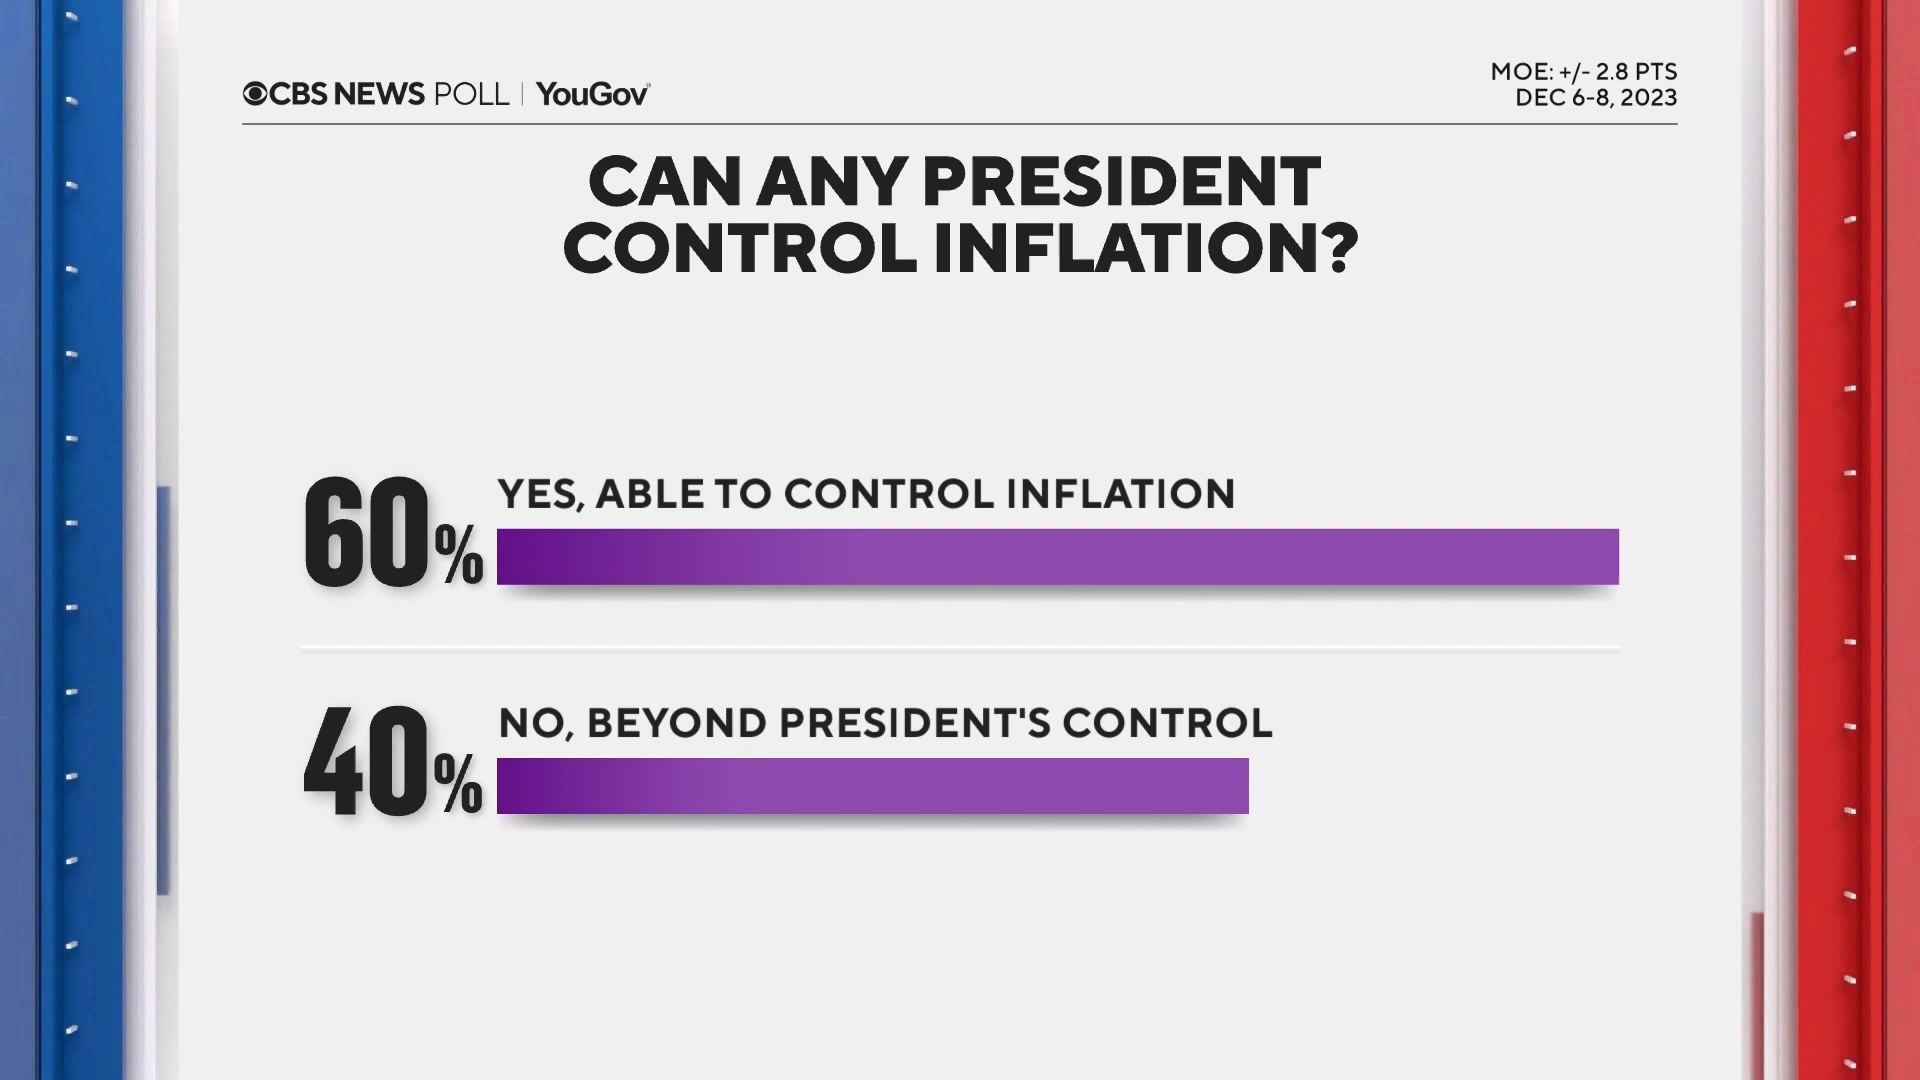 CBS NEWS POLL | YouGov
MOE: +/- 2.8 PTS
DEC 6-8, 2023
CAN ANY PRESIDENT
CONTROL INFLATION?
60% YES, ABLE TO CONTROL INFLATION
40% NO, BEYOND PRESIDENT'S CONTROL